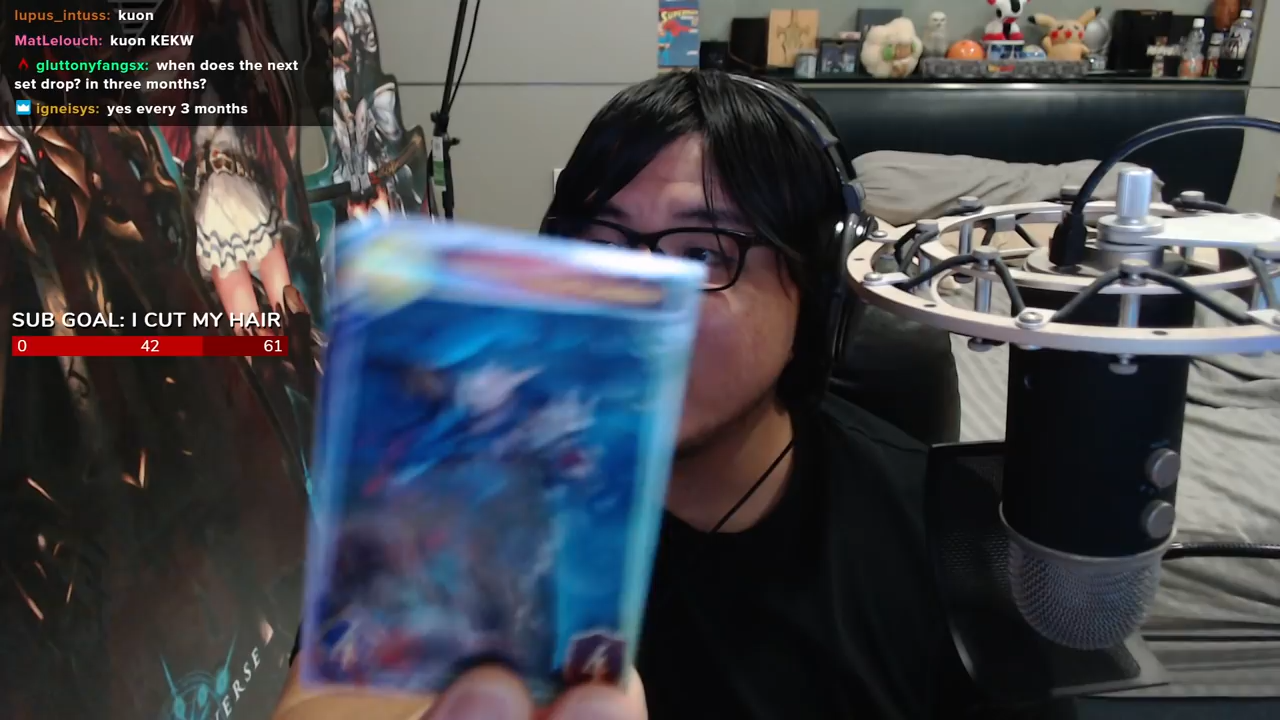 lupus_intuss: kuon
MatLelouch: kuon KEKW
gluttonyfangsx: when does the next
set drop? in three months?
igneisys: yes every 3 months
SUB GOAL: I CUT MY HAIR
0 42 61
4